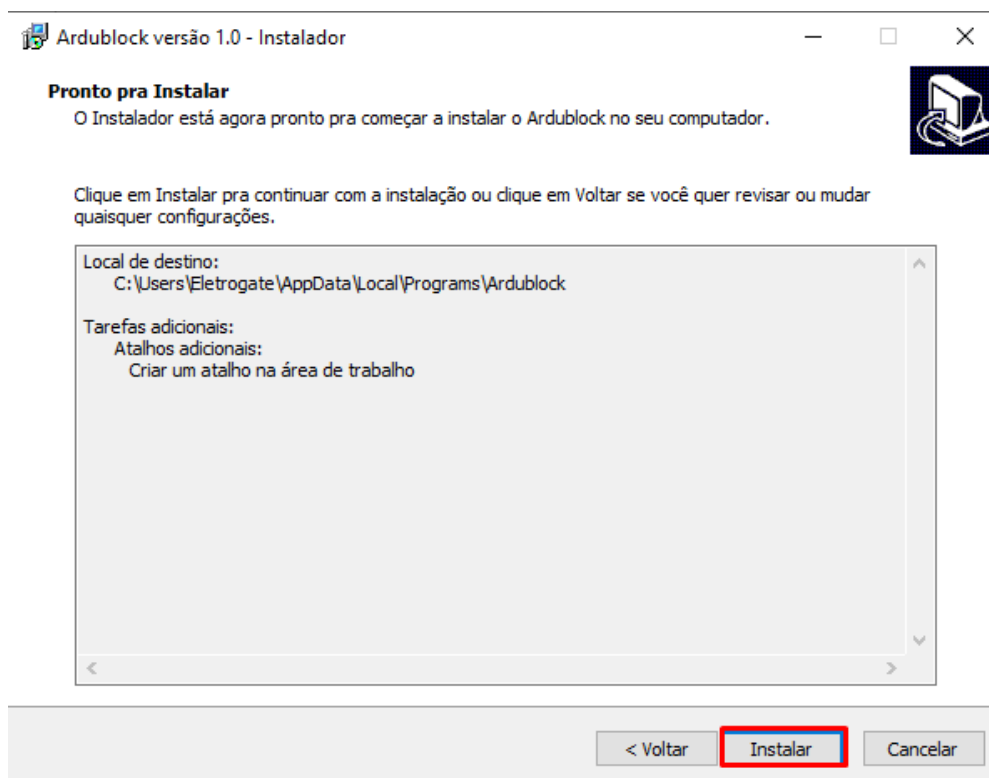 Ardublock versão 1.0 - Instalador
Pronto pra Instalar
O Instalador está agora pronto pra começar a instalar o Ardublock no seu computador.
Clique em Instalar pra continuar com a instalação ou clique em Voltar se você quer revisar ou mudar
quaisquer configurações.
Local de destino:
C:\Users\Eletrogate\AppData\Local\Programs\Ardublock
Tarefas adicionais:
Atalhos adicionais:
Criar um atalho na área de trabalho
< Voltar
Instalar
Cancelar